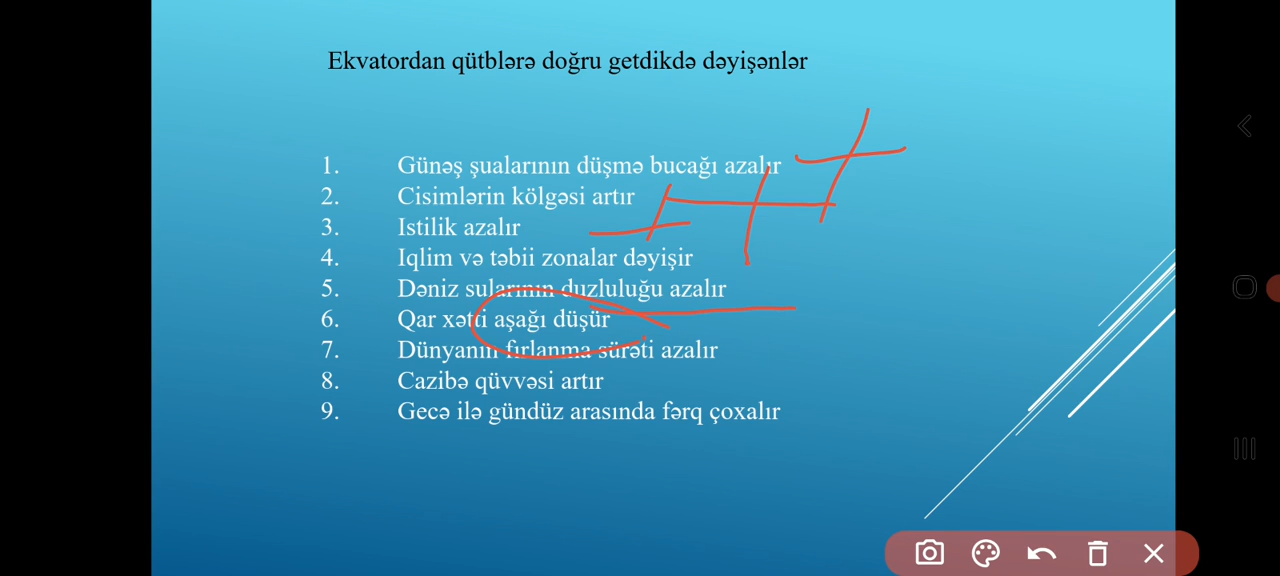 Ekvatordan qütblərə doğru getdikdə dəyişənlər
1. Günəş şualarının düşmə bucağı azalır
2. Cisimlərin kölgəsi artır
3. Istilik azalır
4. Iqlim və təbii zonalar dəyişir
5. Dəniz sularının duzluluğu azalır
6. Qar xətti aşağı düşür
7. Dünyanın fırlanma sürəti azalır
8. Cazibə qüvvəsi artır
9. Gecə ilə gündüz arasında fərq çoxalır